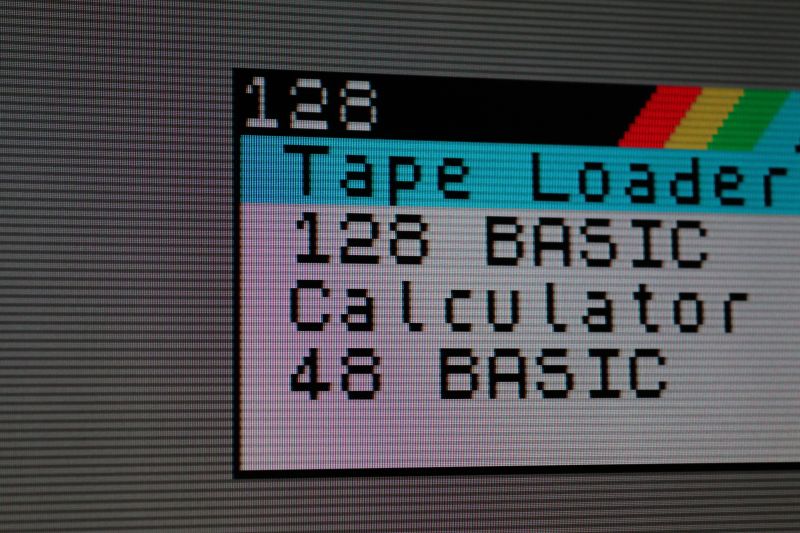 128
Tape Loader
128 BASIC
Calculator
48 BASIC